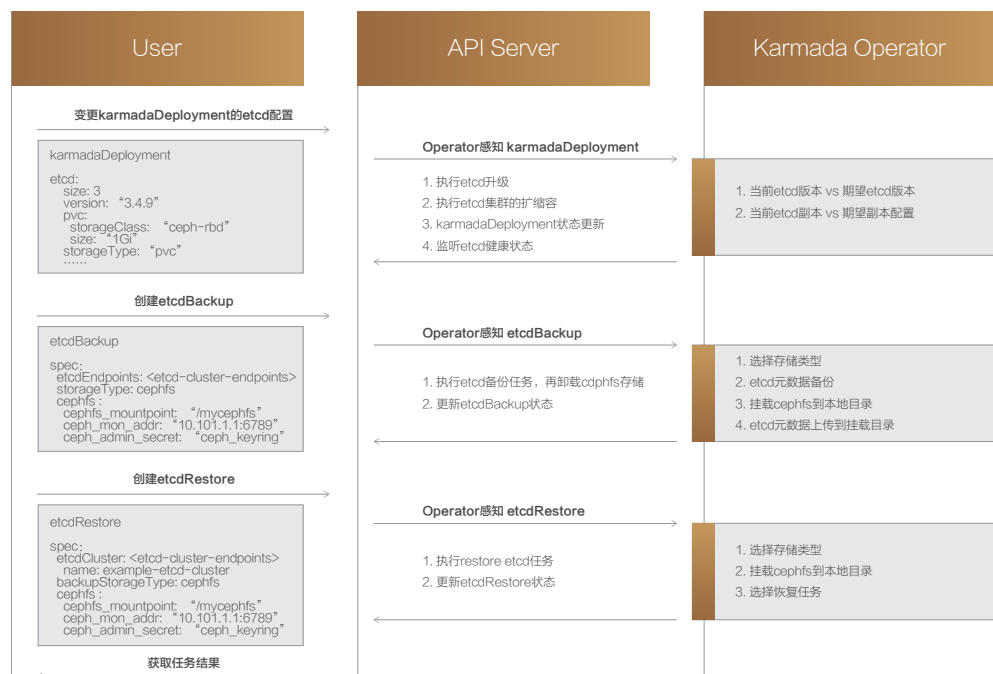 User
API Server
Karmada Operator
变更karmadaDeployment的etcd配置
karmadaDeployment
etcd:
size: 3
version: “3.4.9”
pvc:
storageClass: “ceph-rbd”
size: “1Gi”
storageType: “pvc”
……
Operator感知 karmadaDeployment
1. 执行etcd升级
2. 执行etcd集群的扩缩容
3. karmadaDeployment状态更新
4. 监听etcd健康状态
1. 当前etcd版本 vs 期望etcd版本
2. 当前etcd副本 vs 期望副本配置
创建etcdBackup
etcdBackup
spec:
etcdEndpoints: <etcd-cluster-endpoints>
storageType: cephfs
cephfs :
cephfs_mountpoint: “/mycephfs”
ceph_mon_addr: “10.101.1.1:6789”
ceph_admin_secret: “ceph_keyring”
Operator感知 etcdBackup
1. 执行etcd备份任务，再卸载cdphfs存储
2. 更新etcdBackup状态
1. 选择存储类型
2. etcd元数据备份
3. 挂载cephfs到本地目录
4. etcd元数据上传到挂载目录
创建etcdRestore
etcdRestore
spec:
etcdCluster: <etcd-cluster-endpoints>
name: example-etcd-cluster
backupStorageType: cephfs
cephfs :
cephfs_mountpoint: “/mycephfs”
ceph_mon_addr: “10.101.1.1:6789”
ceph_admin_secret: “ceph_keyring”
Operator感知 etcdRestore
1. 执行restore etcd任务
2. 更新etcdRestore状态
1. 选择存储类型
2. 挂载cephfs到本地目录
3. 选择恢复任务
获取任务结果